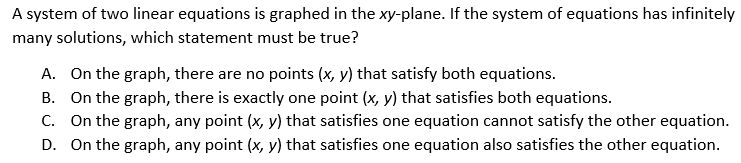 A system of two linear equations is graphed in the xy-plane. If the system of equations has infinitely
many solutions, which statement must be true?
A. On the graph, there are no points (x, y) that satisfy both equations.
B. On the graph, there is exactly one point (x, y) that satisfies both equations.
C. On the graph, any point (x, y) that satisfies one equation cannot satisfy the other equation.
D. On the graph, any point (x, y) that satisfies one equation also satisfies the other equation.